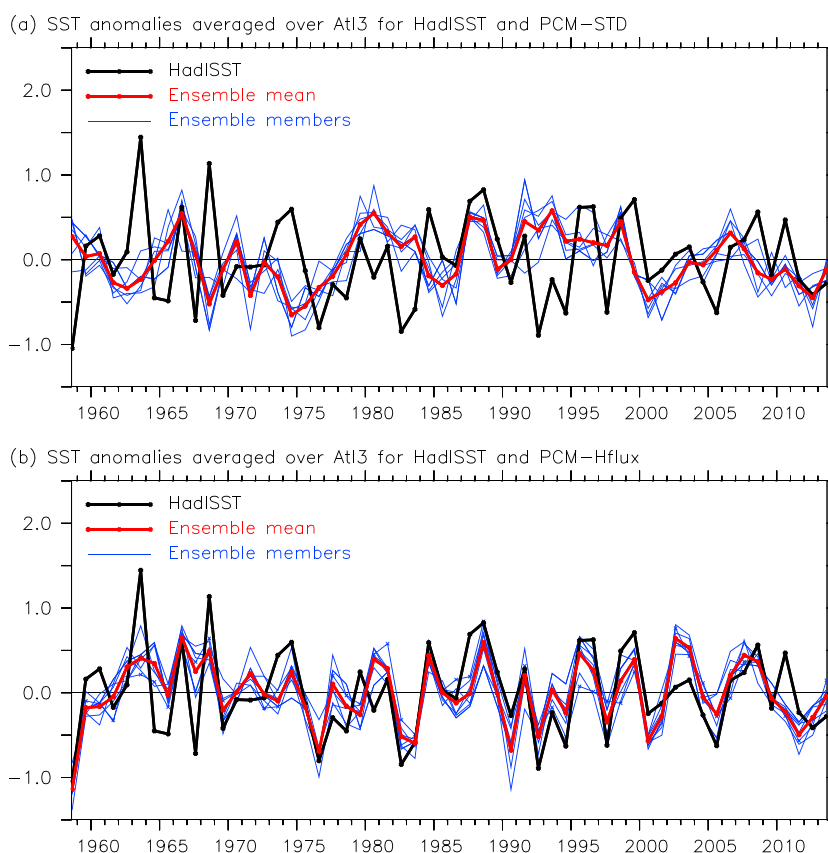 (a) SST anomalies averaged over Atl3 for HadISST and PCM−STD
HadISST
Ensemble mean
Ensemble members
2.0
1.0
0.0
−1.0
1960 1965 1970 1975 1980 1985 1990 1995 2000 2005 2010
(b) SST anomalies averaged over Atl3 for HadISST and PCM−Hflux
HadISST
Ensemble mean
Ensemble members
2.0
1.0
0.0
−1.0
1960 1965 1970 1975 1980 1985 1990 1995 2000 2005 2010